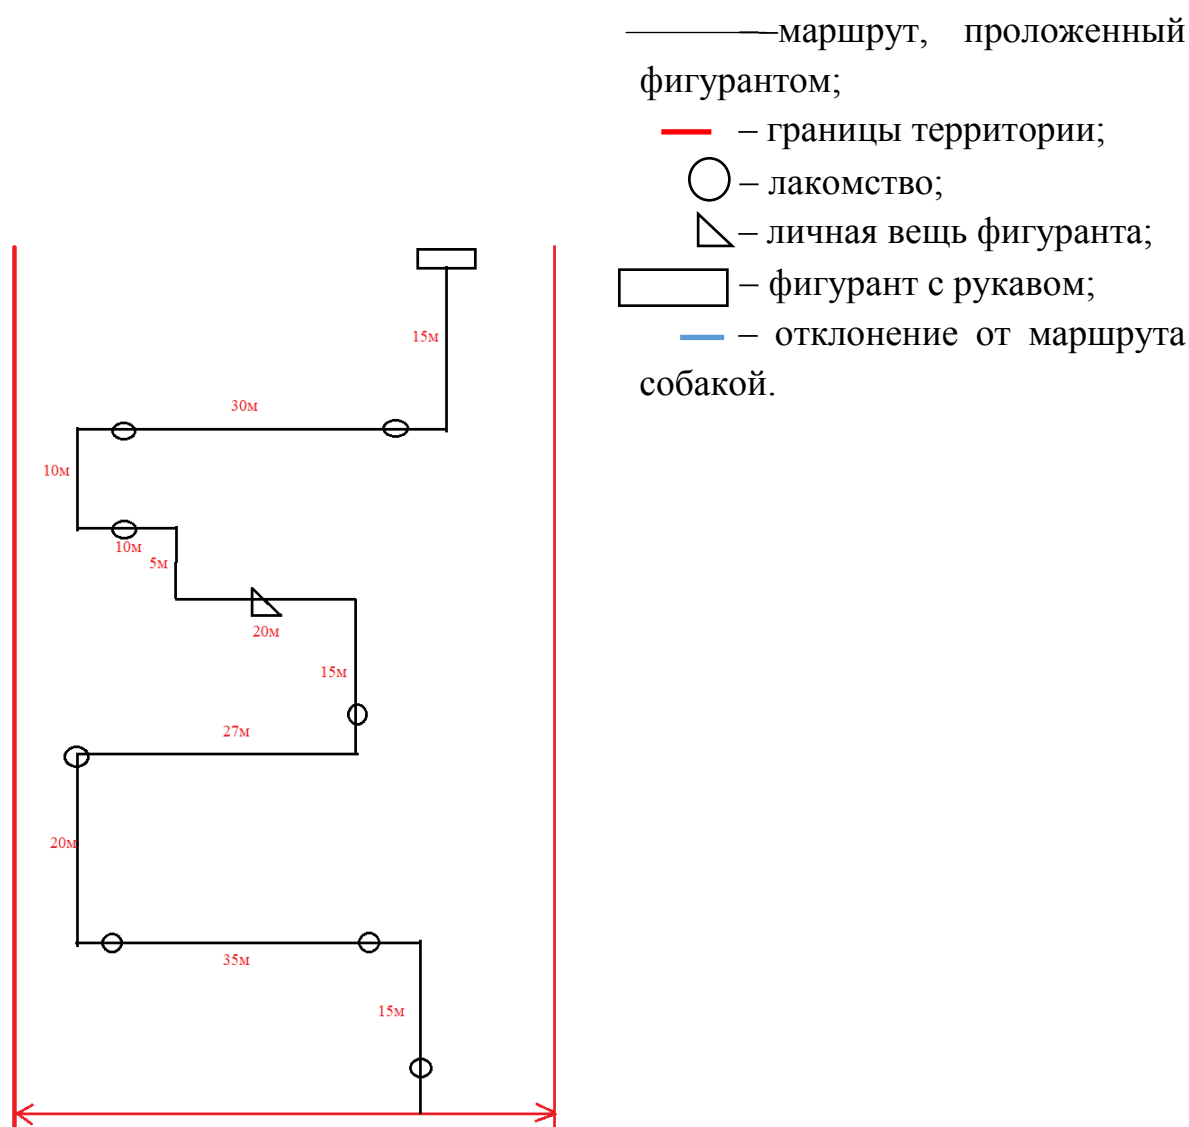 –маршрут, проложенный
фигурантом;
– границы территории;
– лакомство;
– личная вещь фигуранта;
– фигурант с рукавом;
– отклонение от маршрута
собакой.
15м
30м
10м
10м
5м
20м
15м
27м
20м
35м
15м